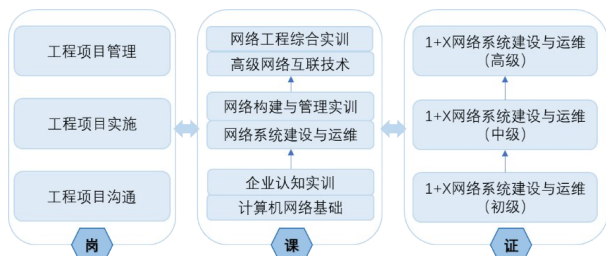 工程项目管理
工程项目实施
工程项目沟通
岗
网络工程综合实训
高级网络互联技术
网络构建与管理实训
网络系统建设与运维
企业认知实训
计算机网络基础
课
1+X网络系统建设与运维
（高级）
1+X网络系统建设与运维
（中级）
1+X网络系统建设与运维
（初级）
证